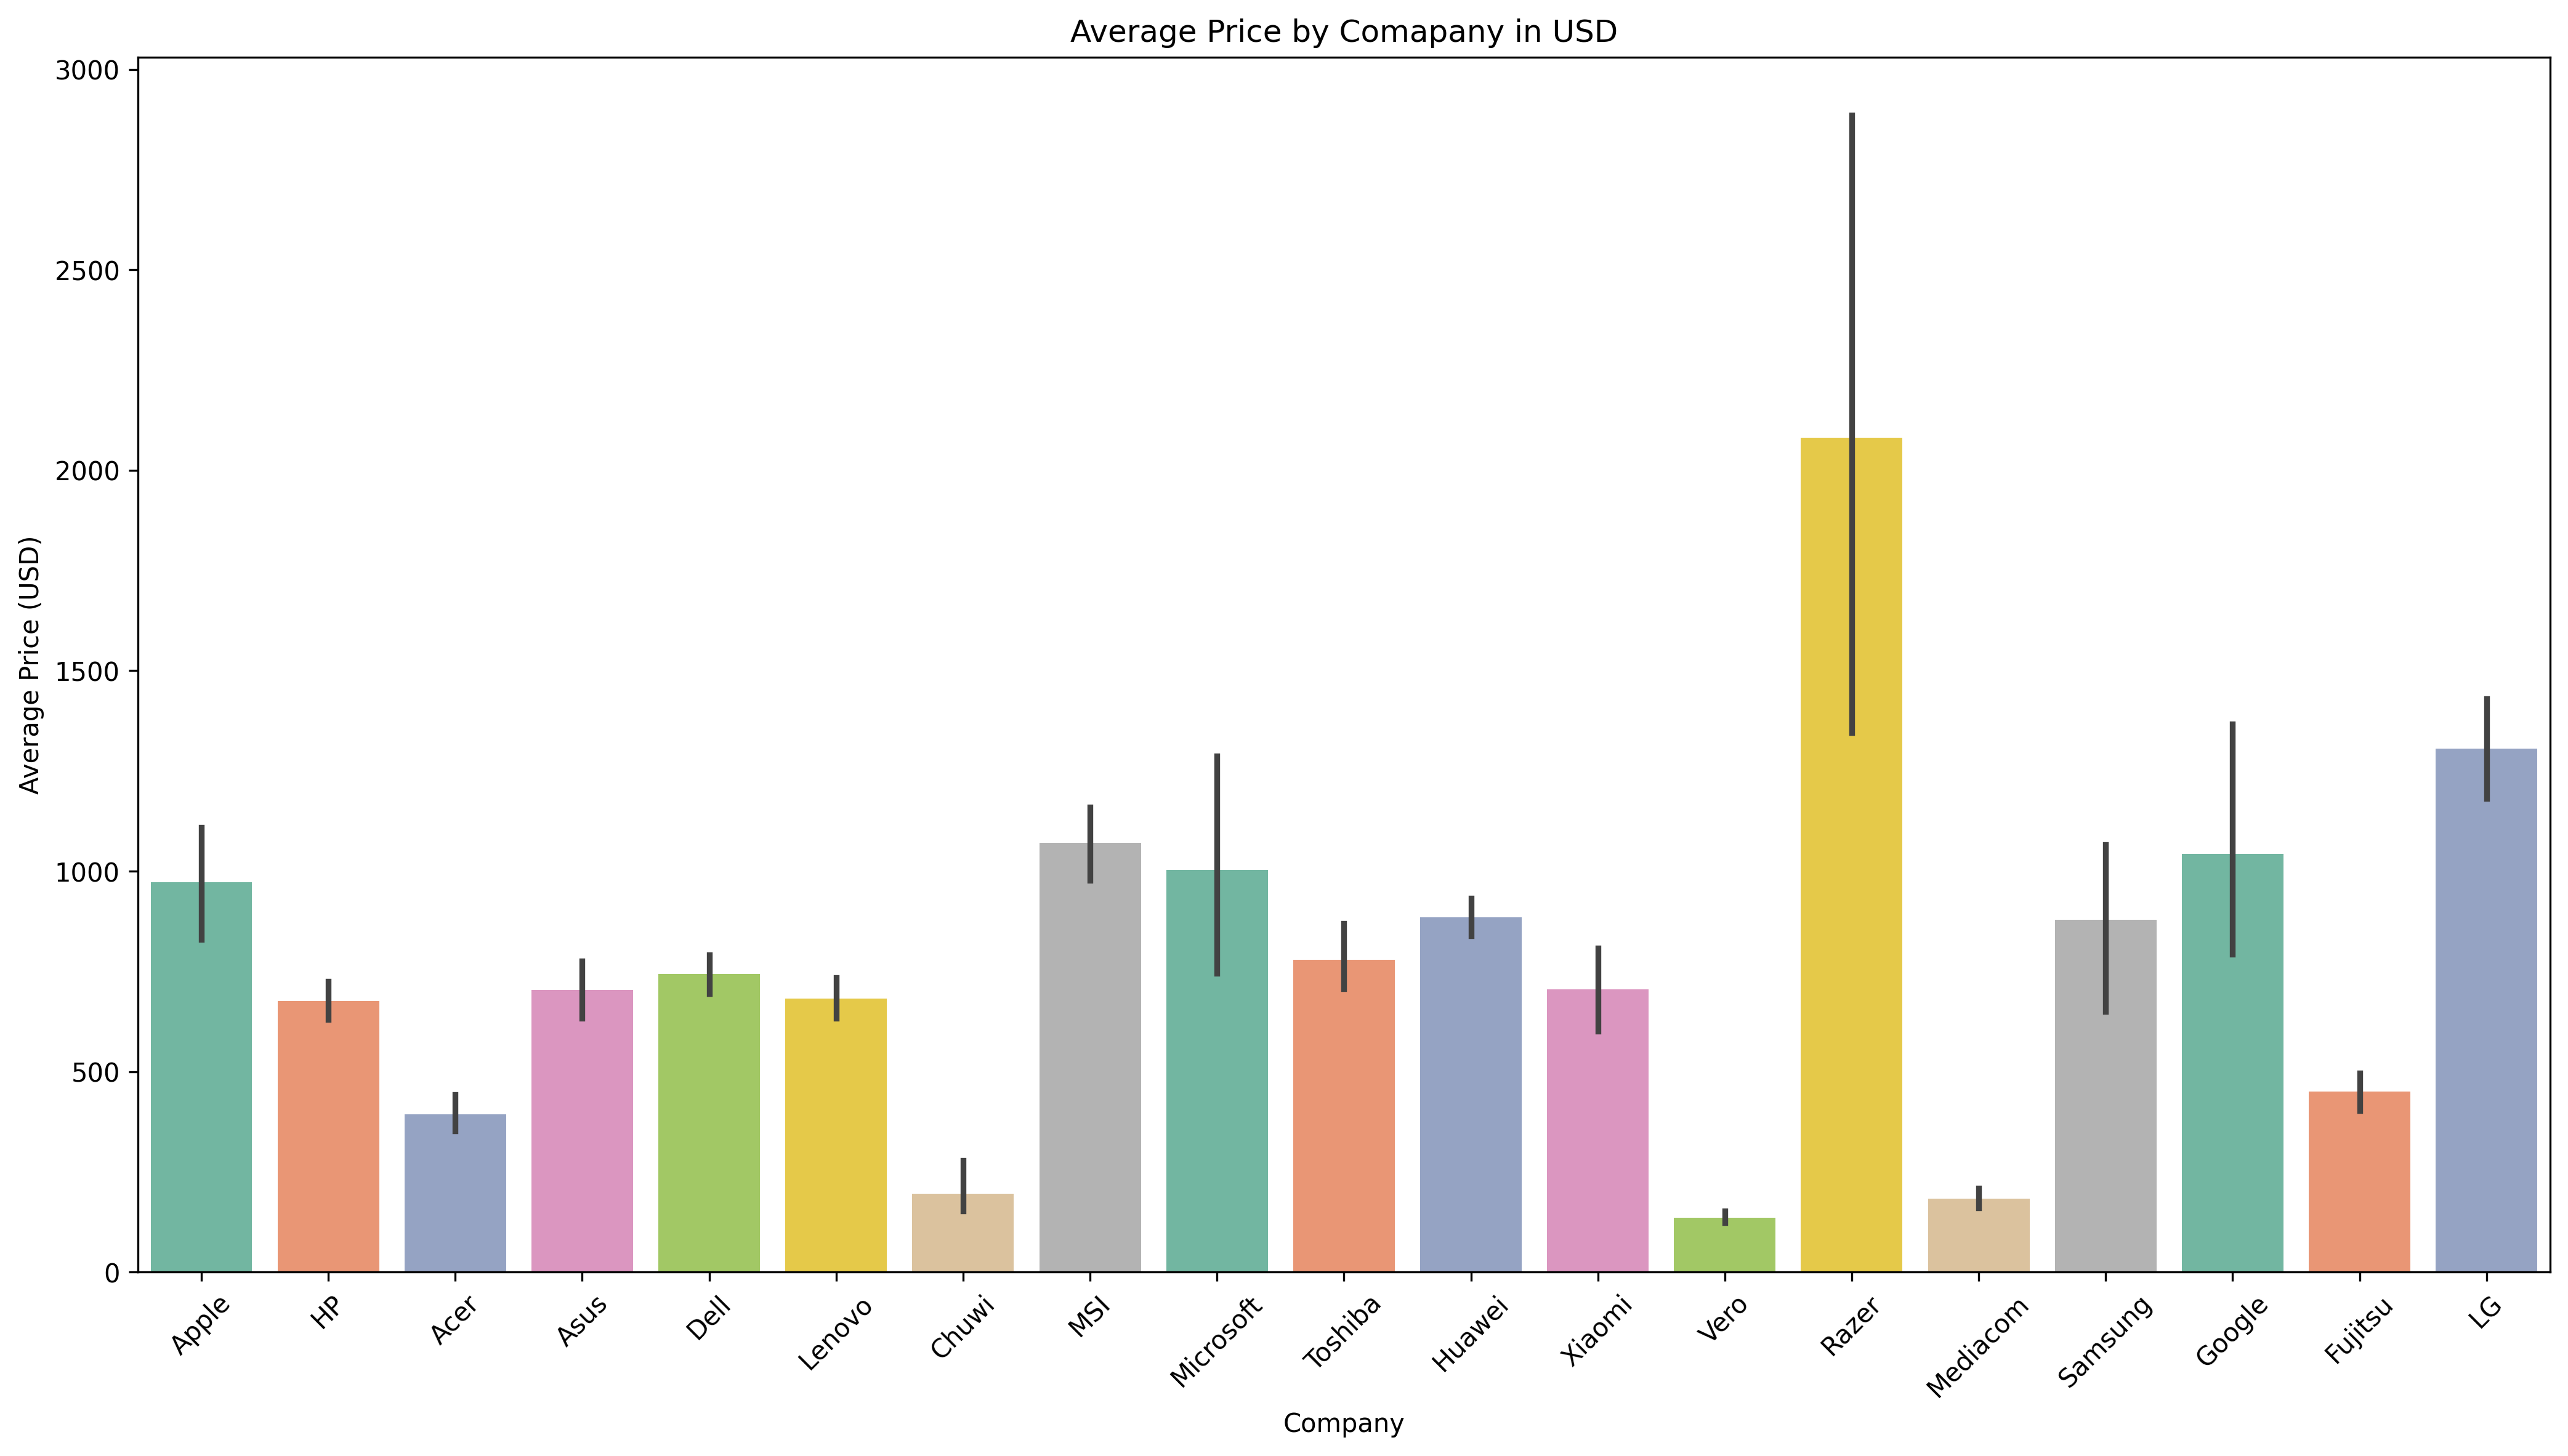 Average Price by Comapany in USD
3000
2500
2000
1500
1000
500
0
Average Price (USD)
Apple
HP
Acer
Asus
Dell
Lenovo
Chuwi
MSI
Microsoft
Toshiba
Huawei
Xiaomi
Vero
Razer
Mediacom
Samsung
Google
Fujitsu
LG
Company